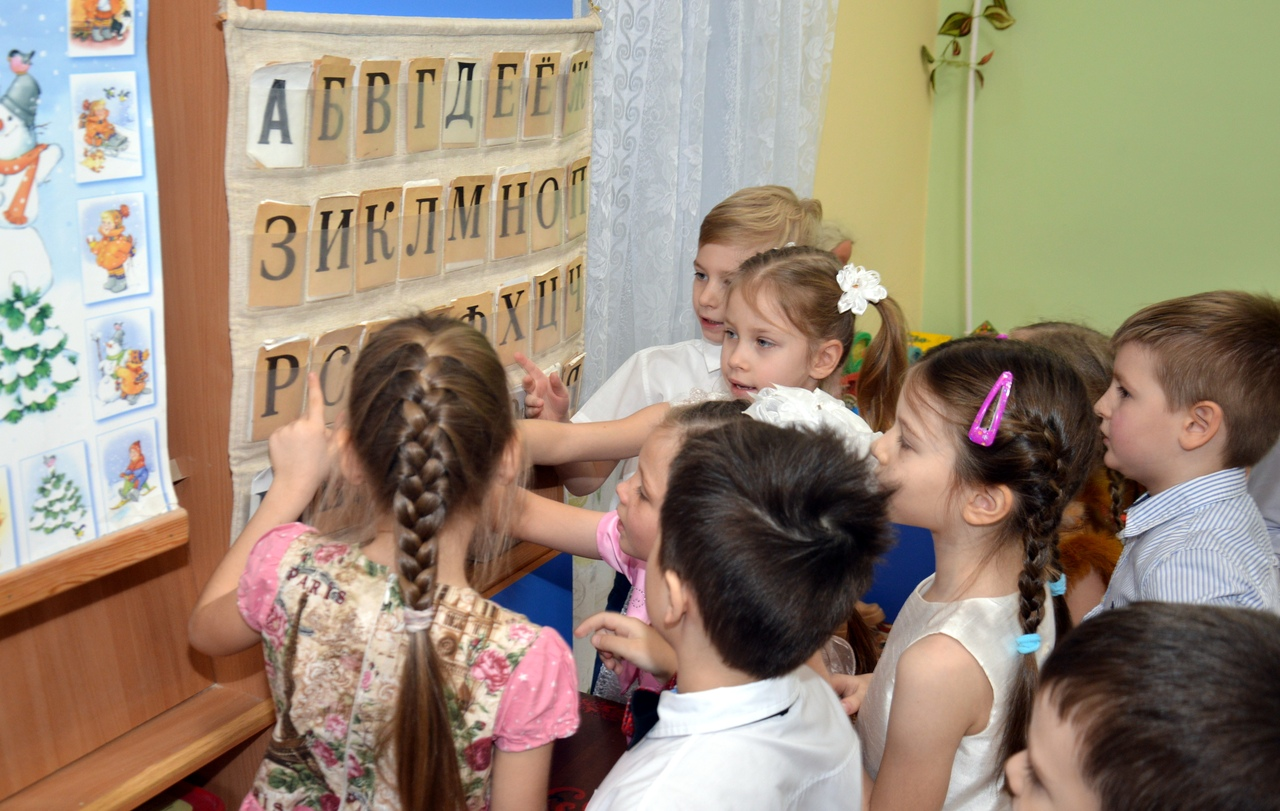 А Б В Г Д Е Ё Ж
З И К Л М Н О П
Р С Ф Х Ц Ч
PARIS